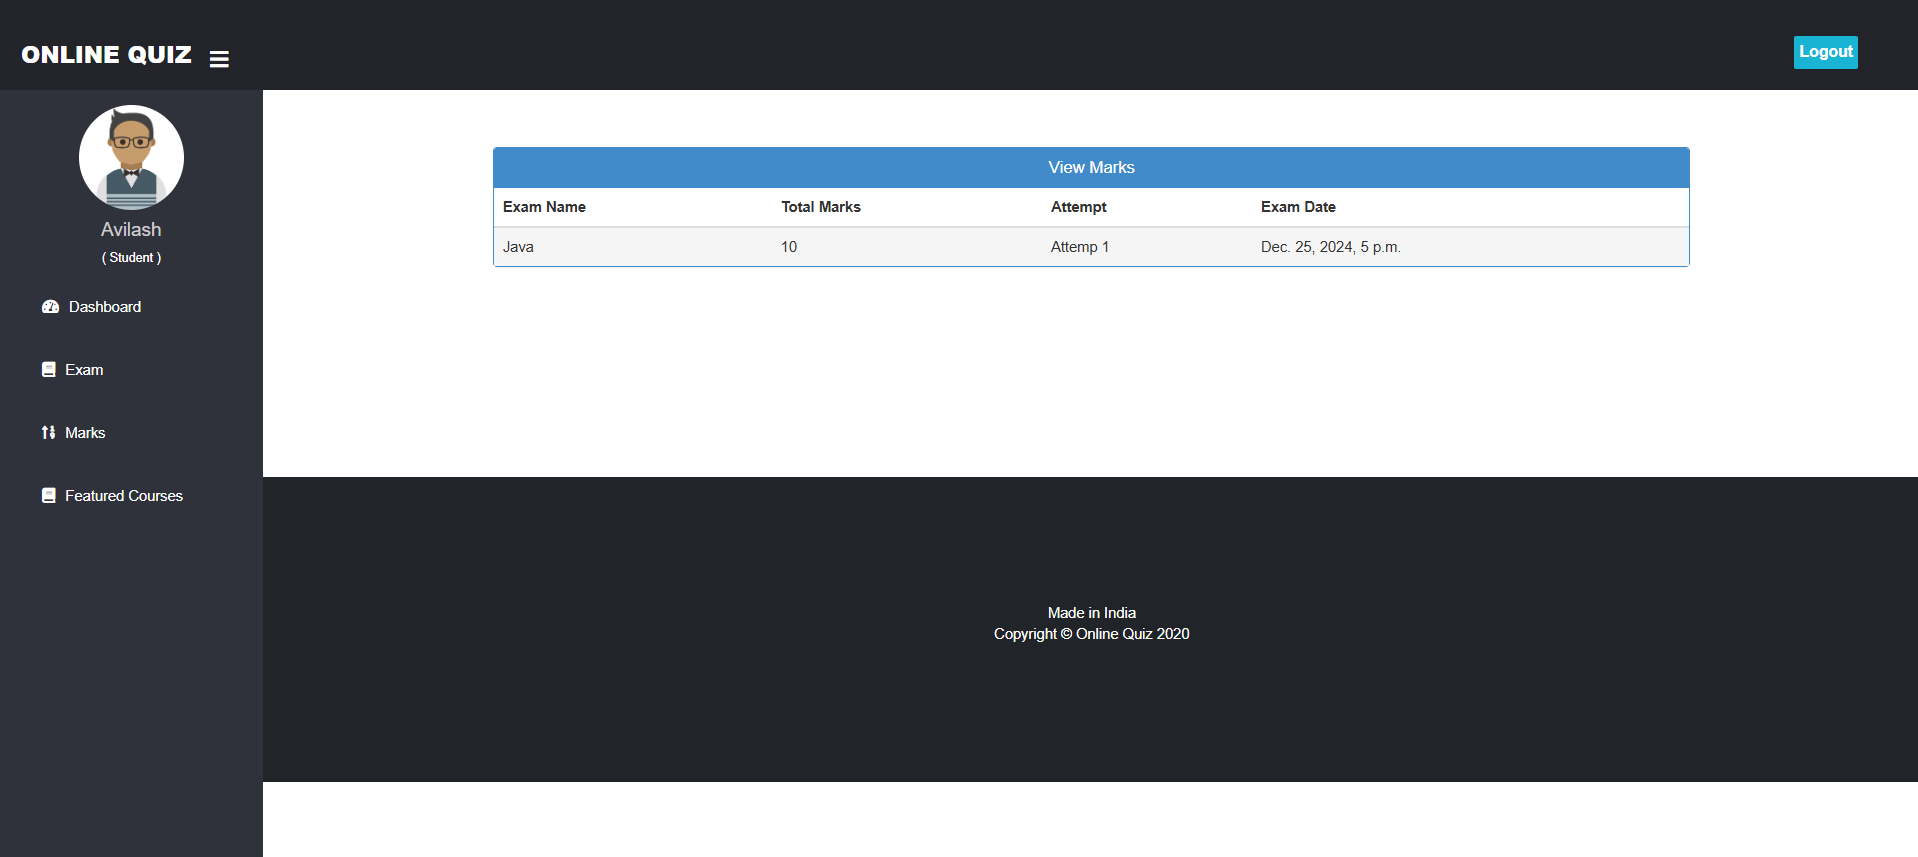 ONLINE QUIZ
Logout
Avilash
( Student )
Dashboard
Exam
Marks
Featured Courses
View Marks
Exam Name Total Marks Attempt Exam Date
Java 10 Attemp 1 Dec. 25, 2024, 5 p.m.
Made in India
Copyright © Online Quiz 2020